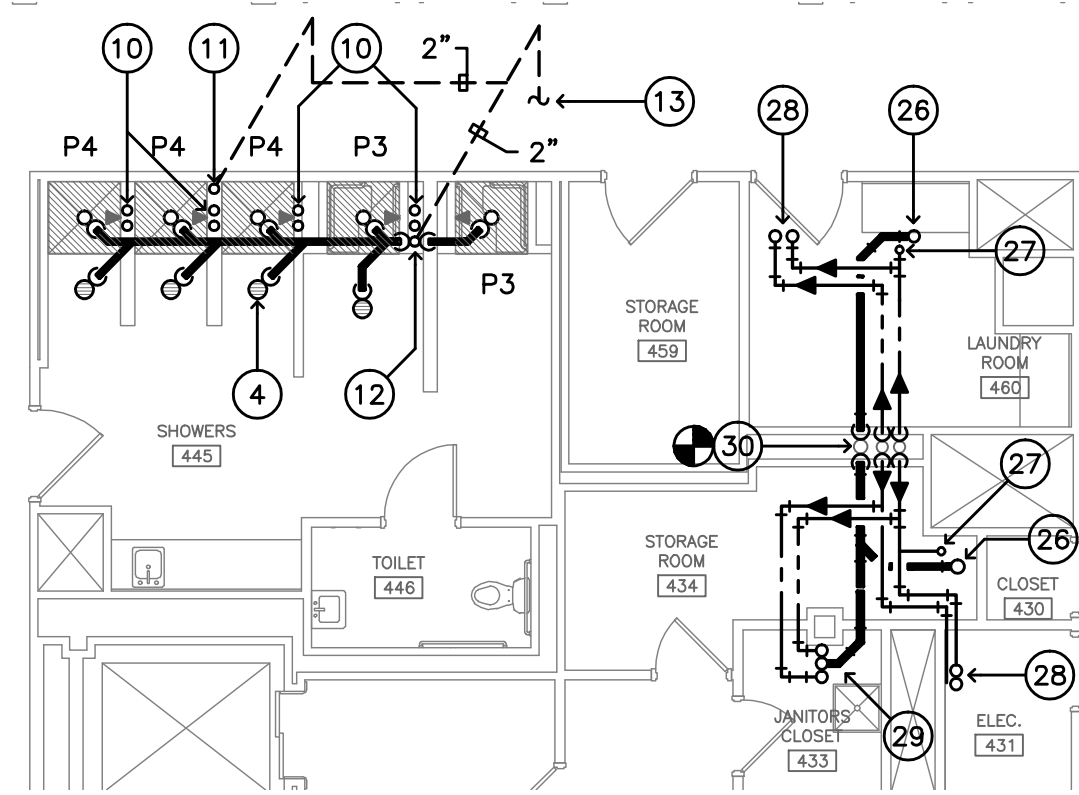 10
11
10
2”
13
28
26
P4
P4
P4
P3
2”
27
P3
STORAGE
ROOM
459
LAUNDRY
ROOM
460
4
12
SHOWERS
445
30
27
26
STORAGE
ROOM
434
TOILET
446
CLOSET
430
28
JANITORS
CLOSET
433
29
ELEC.
431